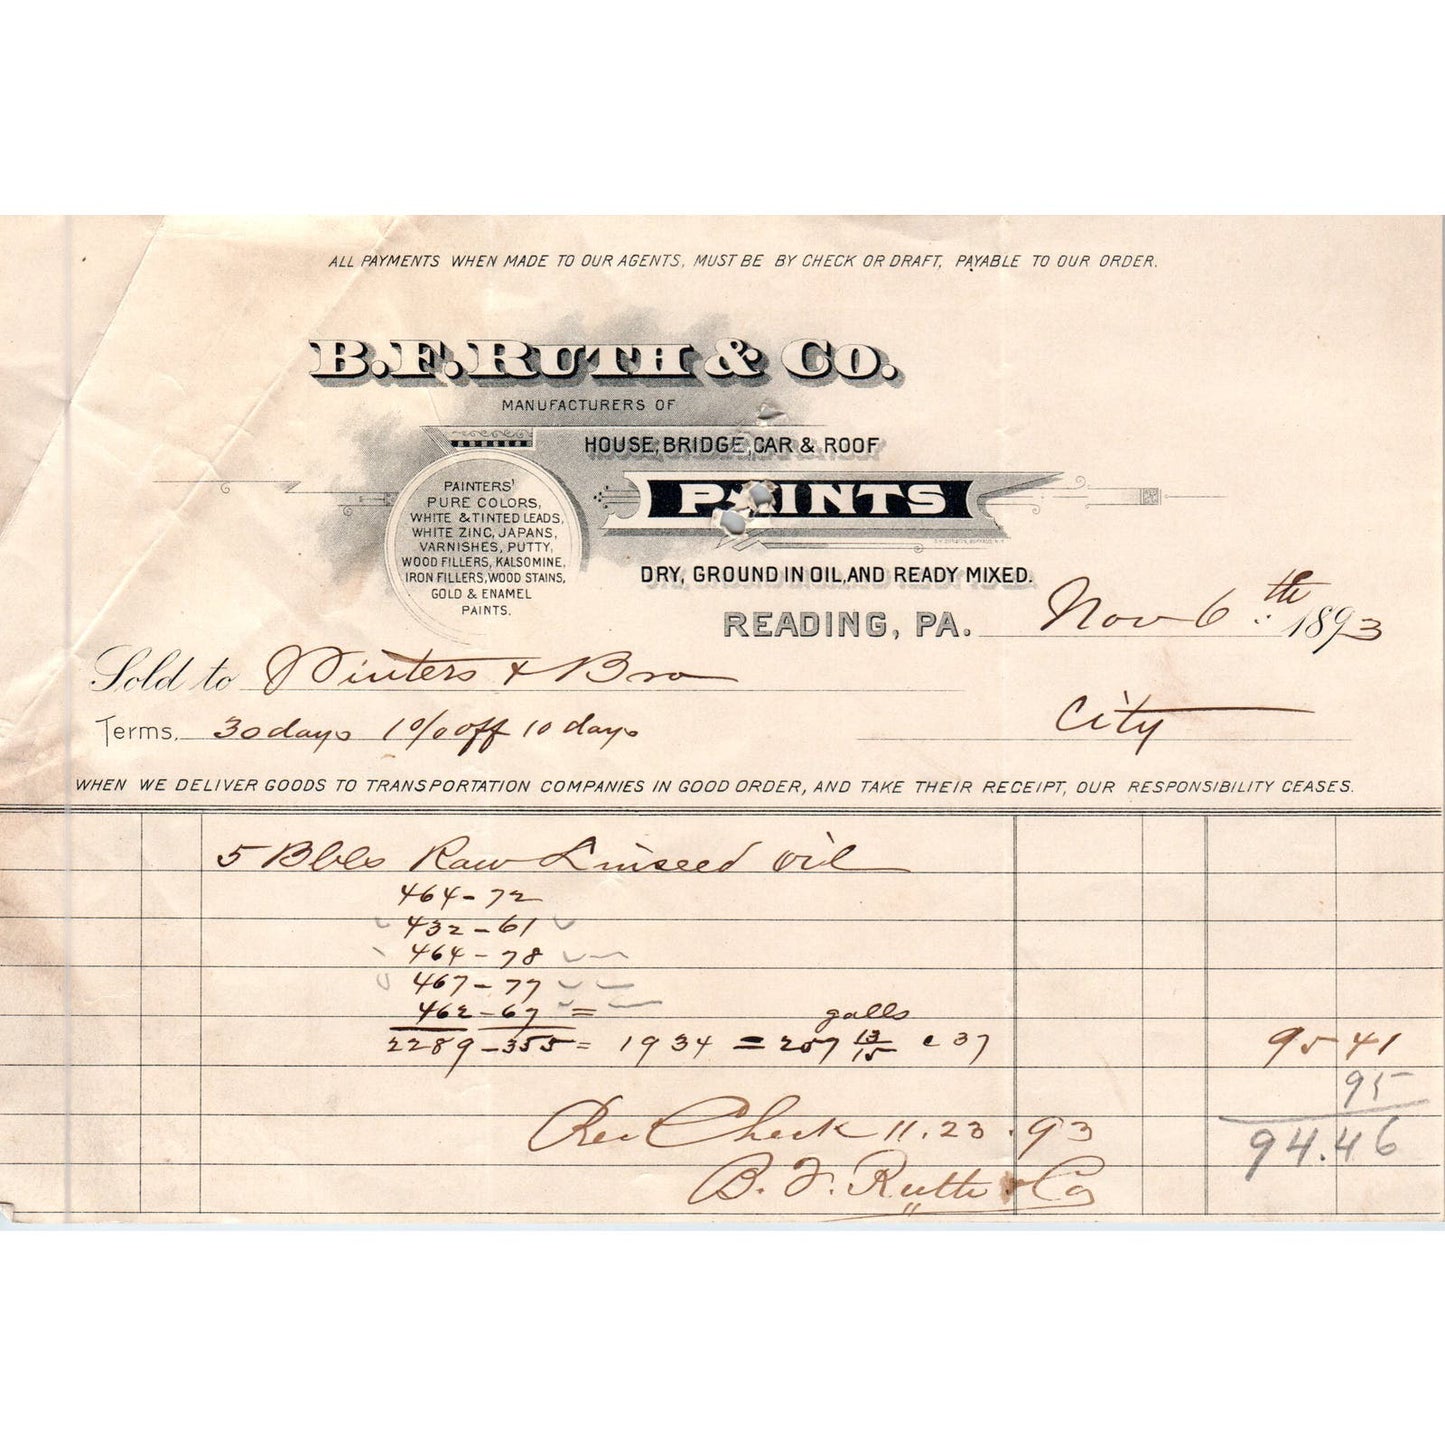 ALL PAYMENTS WHEN MADE TO OUR AGENTS, MUST BE BY CHECK OR DRAFT, PAYABLE TO OUR ORDER.
B.F. RUTH & CO.
MANUFACTURERS OF
HOUSE, BRIDGE, CAR & ROOF
PAINTS
PAINTERS'
PURE COLORS,
WHITE & TINTED LEADS,
WHITE ZINC, JAPANS,
VARNISHES, PUTTY,
WOOD FILLERS, KALSOMINE,
IRON FILLERS, WOOD STAINS,
GOLD & ENAMEL
PAINTS.
DRY, GROUND IN OIL, AND READY MIXED.
READING, PA. Nov 6th 1893
Sold to Winters & Bro
City
Terms. 30 days 1% off 10 days
WHEN WE DELIVER GOODS TO TRANSPORTATION COMPANIES IN GOOD ORDER, AND TAKE THEIR RECEIPT, OUR RESPONSIBILITY CEASES.
5 Bbls Raw Linseed Oil
464-72
432-61
464-78
467-77
462-67 =
galls
2289-355 = 1934 = 257 13/15 c 37 95 41
95
Rec Check 11.23.93 94.46
B. F. Ruth & Co